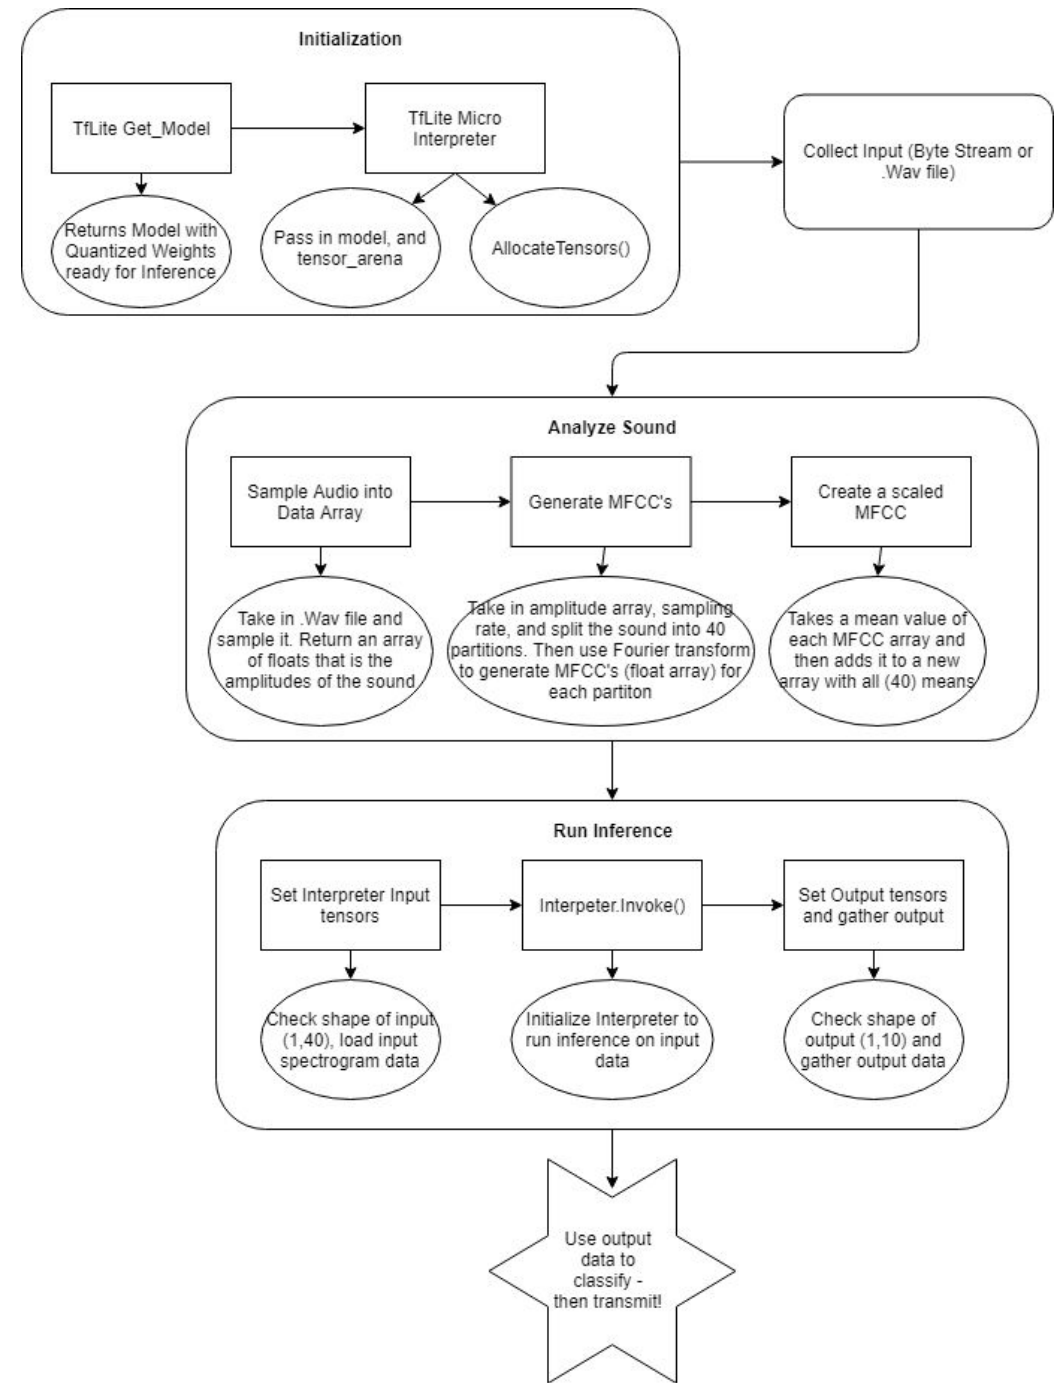 Initialization
TfLite Get_Model
TfLite Micro
Interpreter
Returns Model with
Quantized Weights
ready for Inference
Pass in model, and
tensor_arena
AllocateTensors()
Collect Input (Byte Stream or
.Wav file)
Analyze Sound
Sample Audio into
Data Array
Generate MFCC's
Create a scaled
MFCC
Take in .Wav file and
sample it. Return an array
of floats that is the
amplitudes of the sound
Take in amplitude array, sampling
rate, and split the sound into 40
partitions. Then use Fourier transform
to generate MFCC's (float array) for
each partiton
Takes a mean value of
each MFCC array and
then adds it to a new
array with all (40) means
Run Inference
Set Interpreter Input
tensors
Interpeter.Invoke()
Set Output tensors
and gather output
Check shape of input
(1,40), load input
spectrogram data
Initialize Interpreter to
run inference on input
data
Check shape of
output (1,10) and
gather output data
Use output
data to
classify -
then transmit!